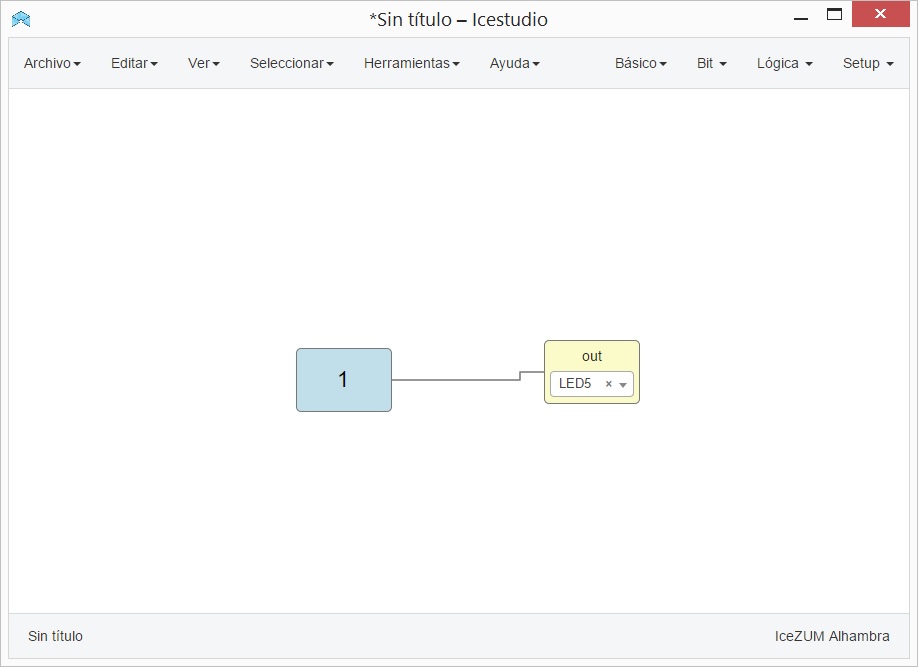 *Sin título – Icestudio
Archivo Editar Ver Seleccionar Herramientas Ayuda Básico Bit Lógica Setup
out
1
LED5 ×
Sin título IceZUM Alhambra